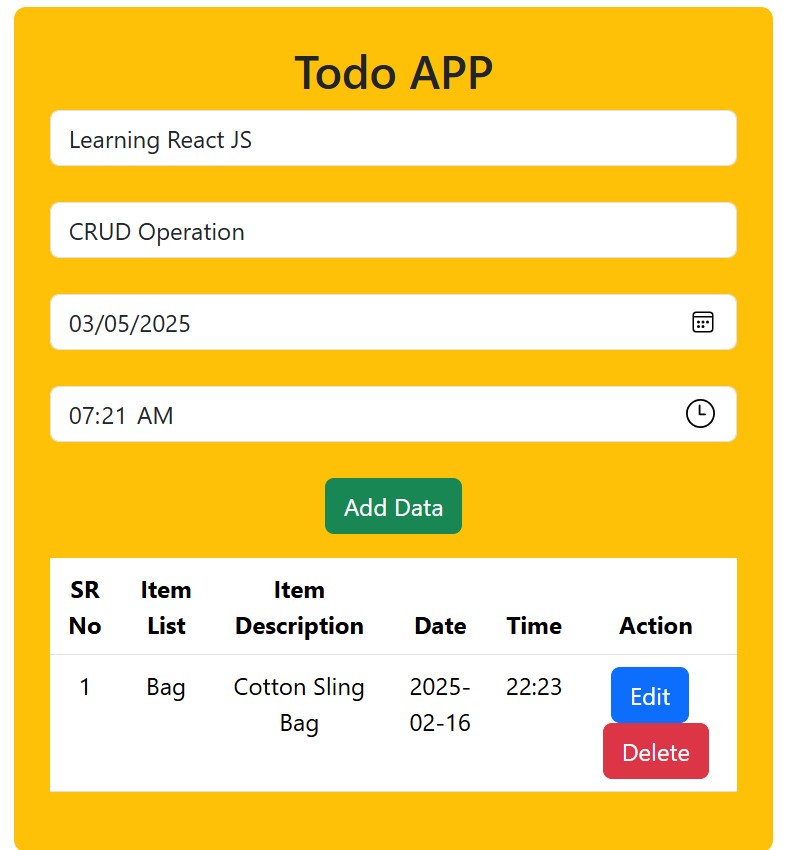 Todo APP
Learning React JS
CRUD Operation
03/05/2025
07:21 AM
Add Data
SR No Item List Item Description Date Time Action
1 Bag Cotton Sling Bag 2025-02-16 22:23 Edit
Delete